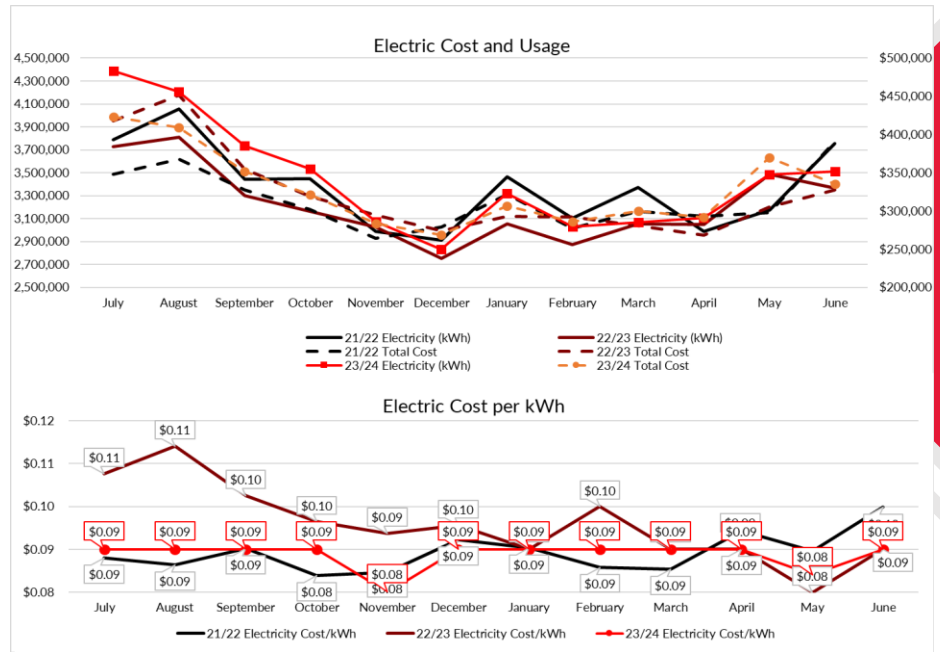 Electric Cost and Usage
4,500,000 $500,000
4,300,000
4,100,000 $450,000
3,900,000 $400,000
3,700,000
3,500,000 $350,000
3,300,000
3,100,000 $300,000
2,900,000 $250,000
2,700,000
2,500,000 $200,000
July August September October November December January February March April May June
21/22 Electricity (kWh) 22/23 Electricity (kWh)
21/22 Total Cost 22/23 Total Cost
23/24 Electricity (kWh) 23/24 Total Cost
Electric Cost per kWh
$0.12
$0.11 $0.11
$0.11
$0.10 $0.10 $0.10 $0.09 $0.10 $0.10
$0.10
$0.09 $0.09 $0.09 $0.09 $0.09 $0.09 $0.09 $0.09 $0.09 $0.09
$0.09 $0.08 $0.08
$0.09 $0.09 $0.09 $0.08 $0.08 $0.09 $0.09 $0.09 $0.09 $0.09 $0.08 $0.09
$0.08
July August September October November December January February March April May June
21/22 Electricity Cost/kWh 22/23 Electricity Cost/kWh 23/24 Electricity Cost/kWh